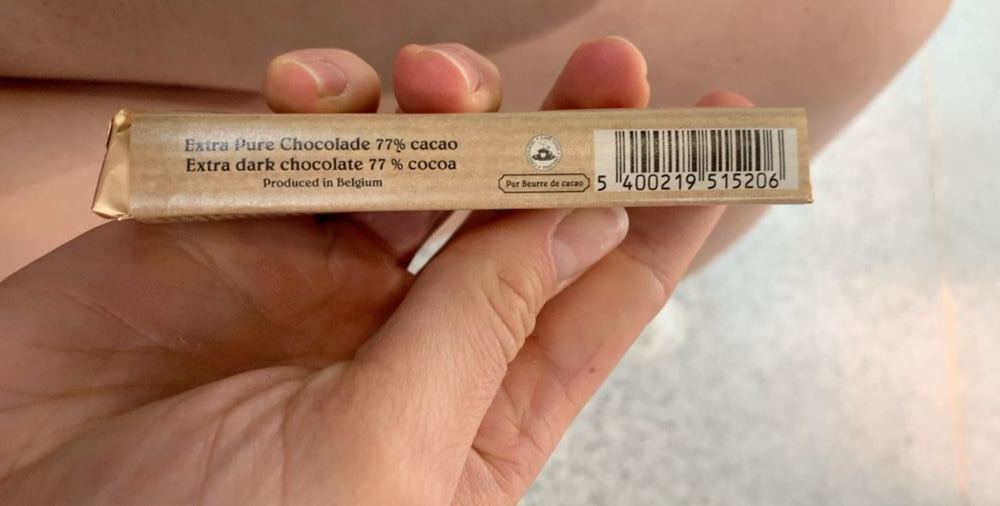 Extra Pure Chocolade 77% cacao
Extra dark chocolate 77 % cocoa
Produced in Belgium
Pur Beurre de cacao
5 400219 515206